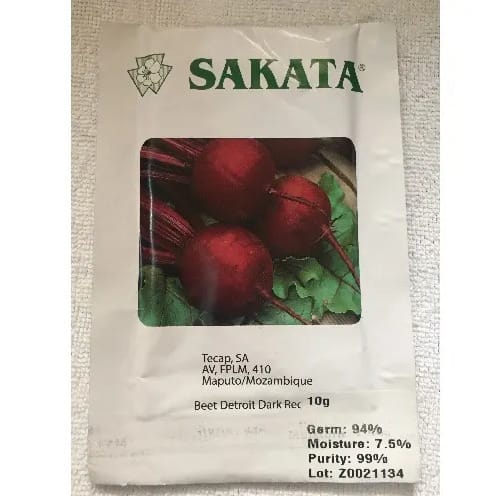 SAKATA®
Tecap, SA
AV, FPLM, 410
Maputo/Mozambique
Beet Detroit Dark Rec 10g
Germ: 94%
Moisture: 7.5%
Purity: 99%
Lot: Z0021134